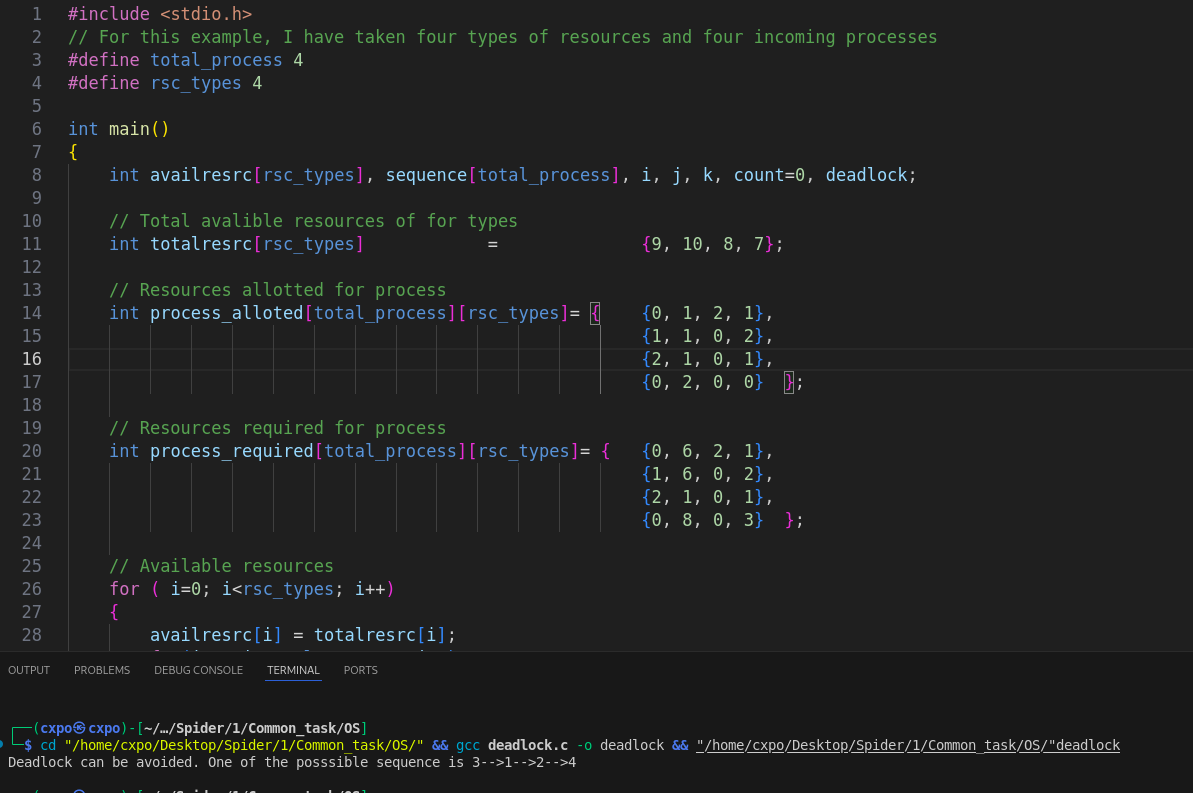 1 #include <stdio.h>
2 // For this example, I have taken four types of resources and four incoming processes
3 #define total_process 4
4 #define rsc_types 4
5
6 int main()
7 {
8 int availresrc[rsc_types], sequence[total_process], i, j, k, count=0, deadlock;
9
10 // Total avalible resources of for types
11 int totalresrc[rsc_types] = {9, 10, 8, 7};
12
13 // Resources allotted for process
14 int process_alloted[total_process][rsc_types]= { {0, 1, 2, 1},
15 {1, 1, 0, 2},
16 {2, 1, 0, 1},
17 {0, 2, 0, 0} };
18
19 // Resources required for process
20 int process_required[total_process][rsc_types]= { {0, 6, 2, 1},
21 {1, 6, 0, 2},
22 {2, 1, 0, 1},
23 {0, 8, 0, 3} };
24
25 // Available resources
26 for ( i=0; i<rsc_types; i++)
27 {
28 availresrc[i] = totalresrc[i];
OUTPUT PROBLEMS DEBUG CONSOLE TERMINAL PORTS
┌──(cxpo㉿cxpo)-[~/…/Spider/1/Common_task/OS]
└─$ cd "/home/cxpo/Desktop/Spider/1/Common_task/OS/" && gcc deadlock.c -o deadlock && "/home/cxpo/Desktop/Spider/1/Common_task/OS/"deadlock
Deadlock can be avoided. One of the posssible sequence is 3-->1-->2-->4